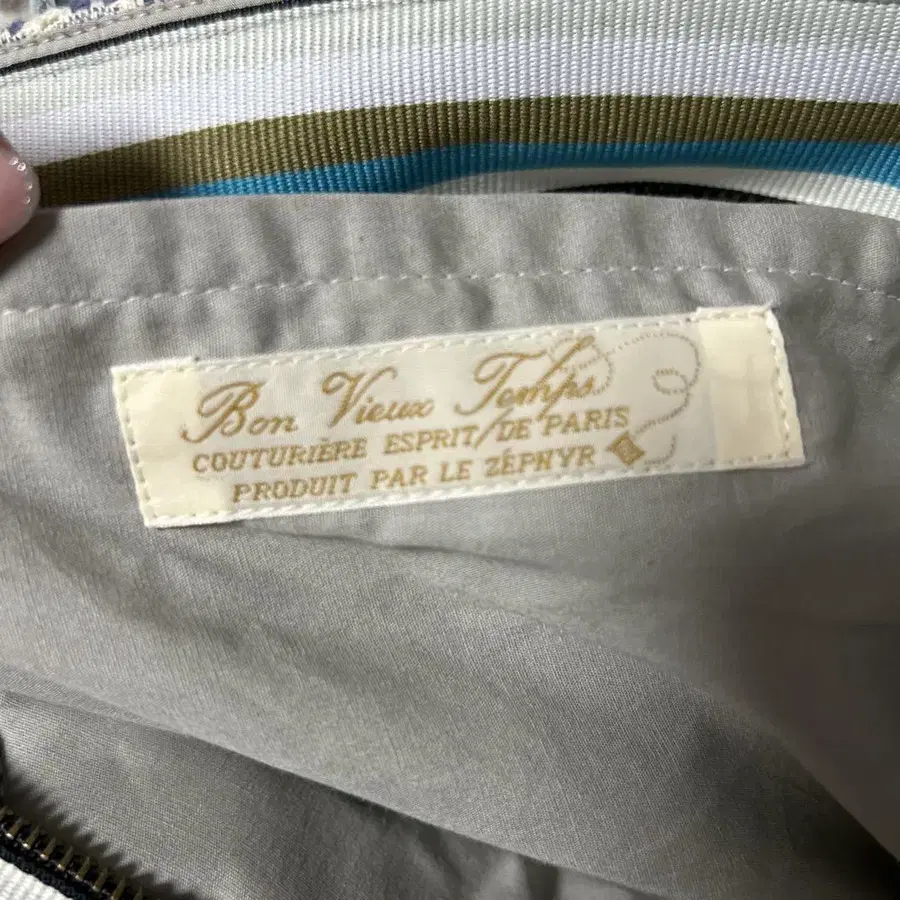 Bon Vieux Temps
COUTURIÈRE ESPRIT DE PARIS
PRODUIT PAR LE ZÉPHYR